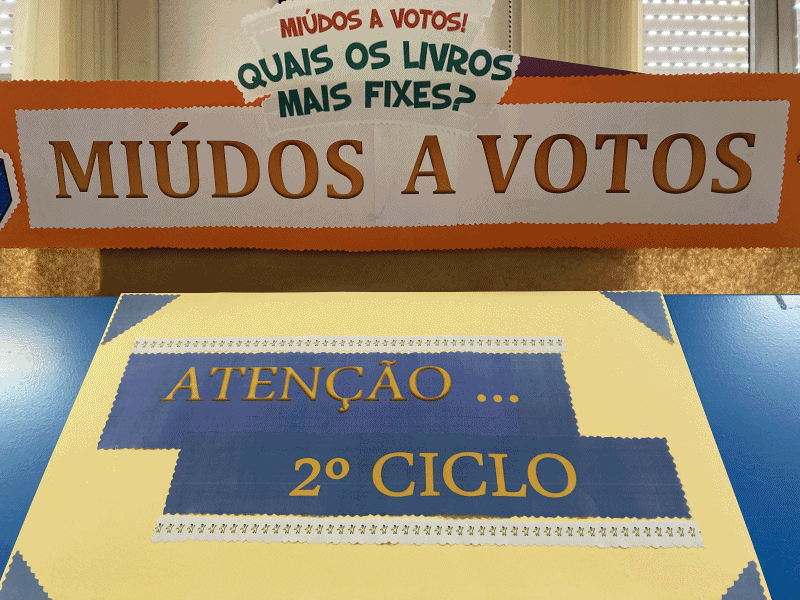 MIÚDOS A VOTOS!
QUAIS OS LIVROS
MAIS FIXES?
MIÚDOS A VOTOS
ATENÇÃO ...
2º CICLO